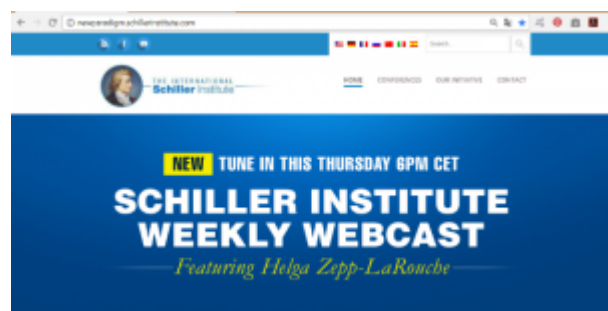 newparadigm.schillerinstitute.com
Search...
THE INTERNATIONAL
Schiller Institute
HOME CONFERENCES OUR INITIATIVE CONTACT
NEW TUNE IN THIS THURSDAY 6PM CET
SCHILLER INSTITUTE
WEEKLY WEBCAST
Featuring Helga Zepp-LaRouche